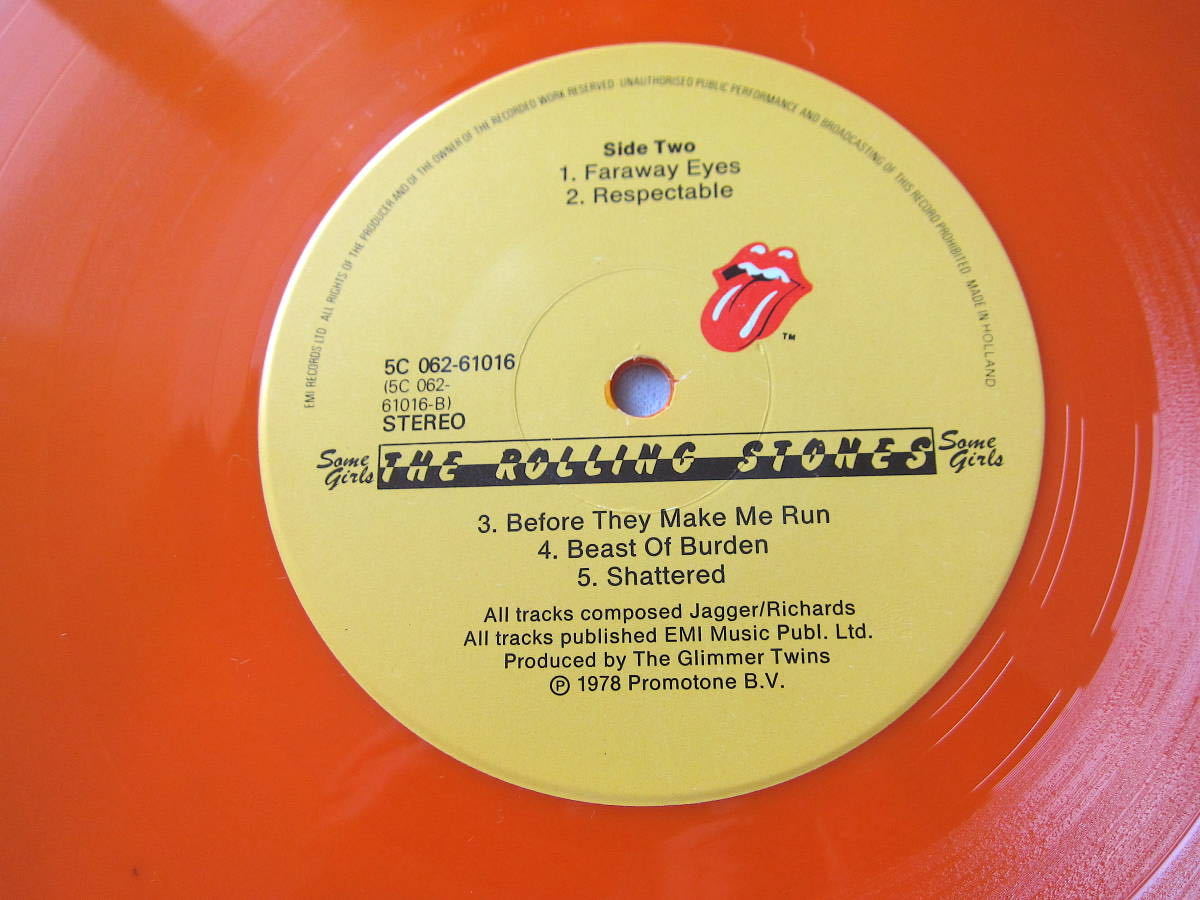 EMI RECORDS LTD ALL RIGHTS OF THE PRODUCER AND OF THE OWNER OF THE RECORDED WORK RESERVED UNAUTHORISED PUBLIC PERFORMANCE AND BROADCASTING OF THIS RECORD PROHIBITED MADE IN HOLLAND
Side Two
1. Faraway Eyes
2. Respectable
TM
5C 062-61016
(5C 062-
61016-B)
STEREO
Some Girls THE ROLLING STONES Some Girls
3. Before They Make Me Run
4. Beast Of Burden
5. Shattered
All tracks composed Jagger/Richards
All tracks published EMI Music Publ. Ltd.
Produced by The Glimmer Twins
℗ 1978 Promotone B.V.